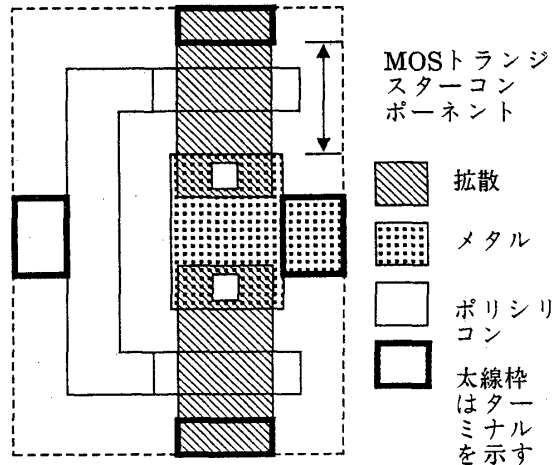 MOSトランジ
スターコン
ポーネント
拡散
メタル
ポリシリ
コン
太線枠
はター
ミナル
を示す